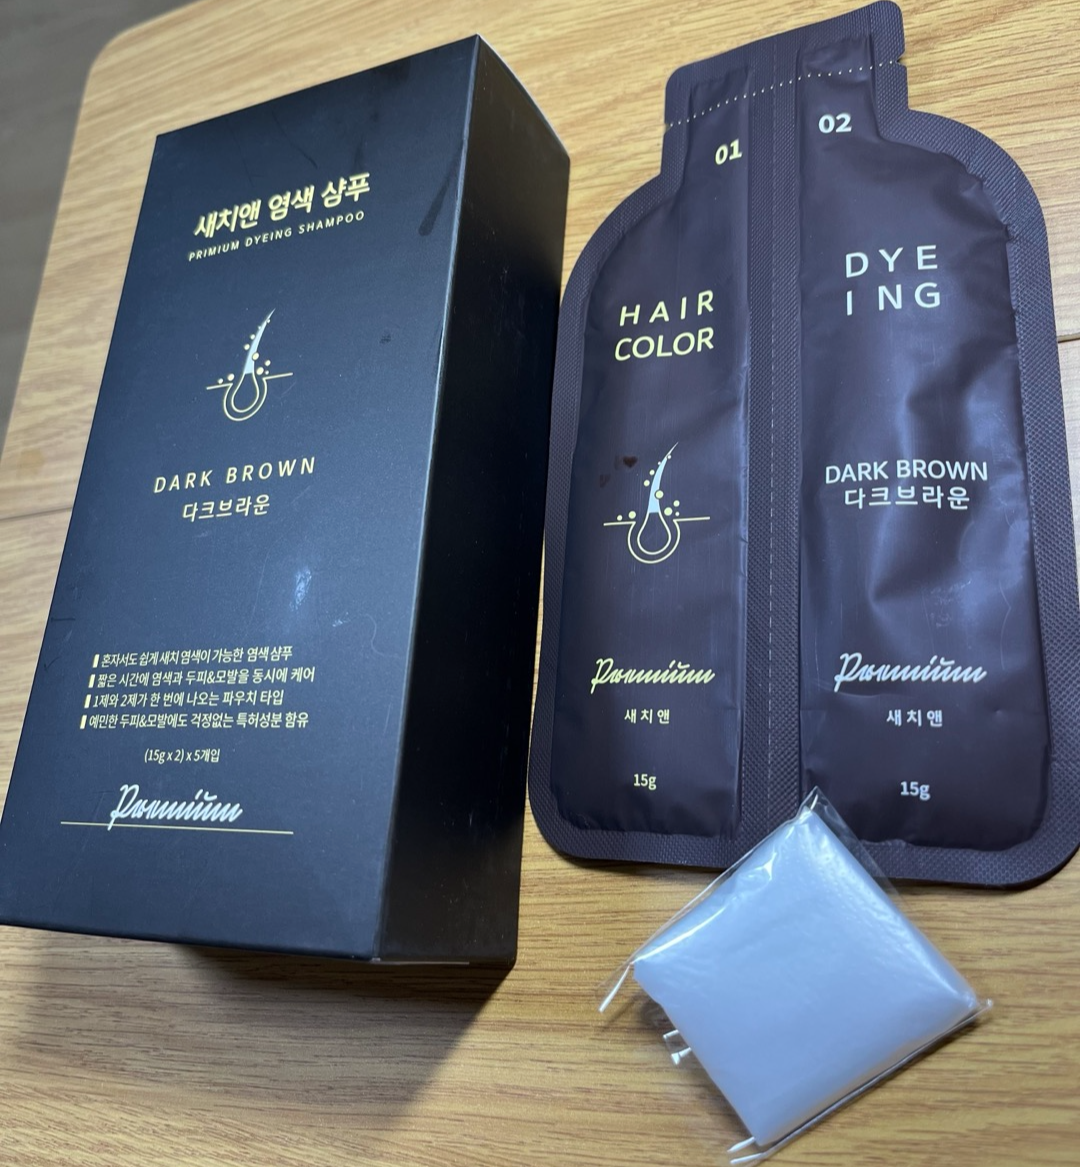 새치앤 염색 샴푸
PRIMIUM DYEING SHAMPOO
DARK BROWN
다크브라운
혼자서도 쉽게 새치 염색이 가능한 염색 샴푸
짧은 시간에 염색과 두피&모발을 동시에 케어
1제와 2제가 한 번에 나오는 파우치 타입
예민한 두피&모발에도 걱정없는 특허성분 함유
(15g x 2) x 5개입
Premium
01
HAIR
COLOR
Premium
새치앤
15g
02
DYE
ING
DARK BROWN
다크브라운
Premium
새치앤
15g